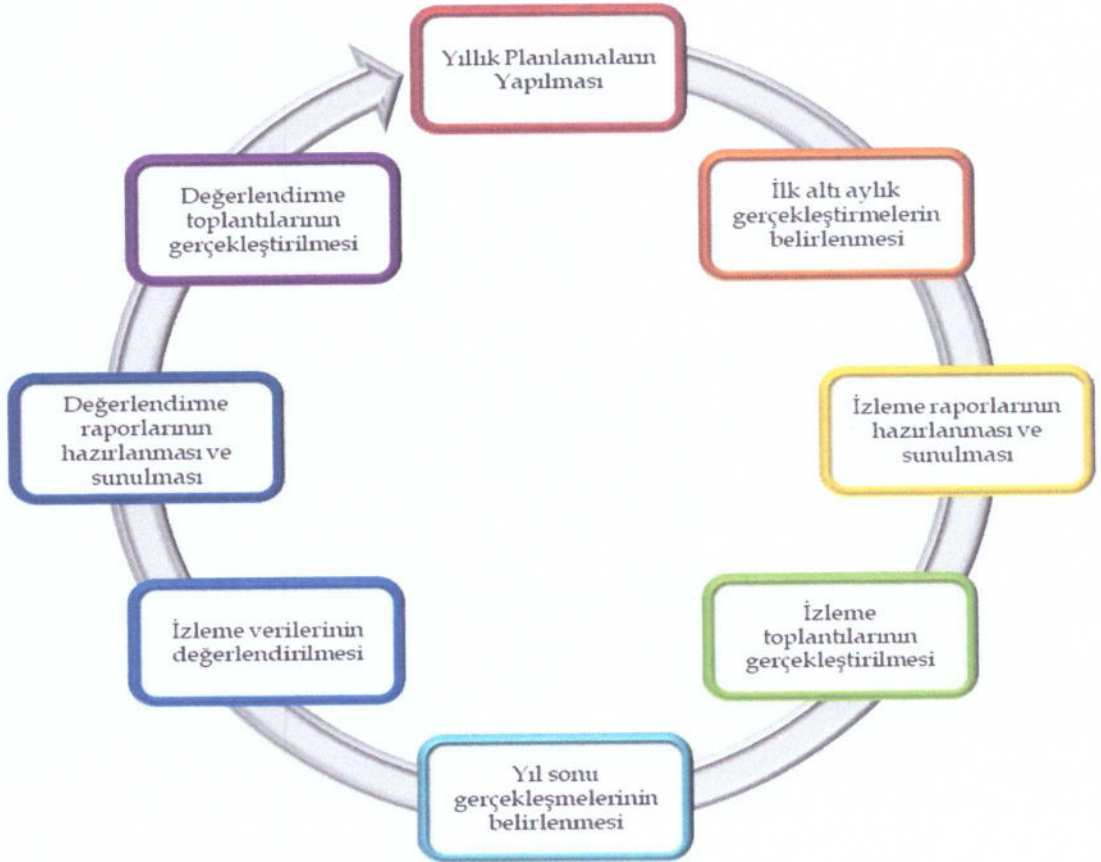 Yıllık Planlamaların
Yapılması
İlk altı aylık
gerçekleştirmelerin
belirlenmesi
İzleme raporlarının
hazırlanması ve
sunulması
İzleme
toplantılarının
gerçekleştirilmesi
Yıl sonu
gerçekleşmelerinin
belirlenmesi
İzleme verilerinin
değerlendirilmesi
Değerlendirme
raporlarının
hazırlanması ve
sunulması
Değerlendirme
toplantılarının
gerçekleştirilmesi